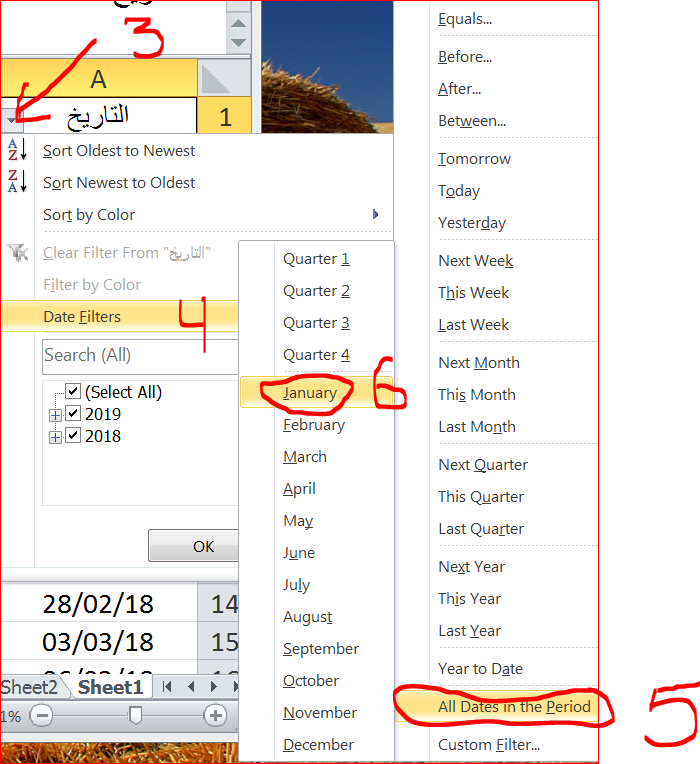 3
A
التاريخ
1
Sort Oldest to Newest
Sort Newest to Oldest
Sort by Color
Clear Filter From "التاريخ"
Filter by Color
Date Filters
4
Search (All)
(Select All)
2019
2018
OK
28/02/18
14
03/03/18
15
Sheet2
Sheet1
1%
Quarter 1
Quarter 2
Quarter 3
Quarter 4
January
6
February
March
April
May
June
July
August
September
October
November
December
Equals...
Before...
After...
Between...
Tomorrow
Today
Yesterday
Next Week
This Week
Last Week
Next Month
This Month
Last Month
Next Quarter
This Quarter
Last Quarter
Next Year
This Year
Last Year
Year to Date
All Dates in the Period
5
Custom Filter...